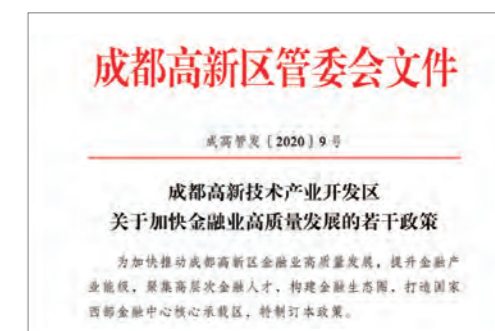 成都高新区管委会文件
成高管发〔2020〕9号
成都高新技术产业开发区
关于加快金融业高质量发展的若干政策
为加快推动成都高新区金融业高质量发展，提升金融产
业能级，聚集高层次金融人才，构建金融生态圈，打造国家
西部金融中心核心承载区，特制订本政策。